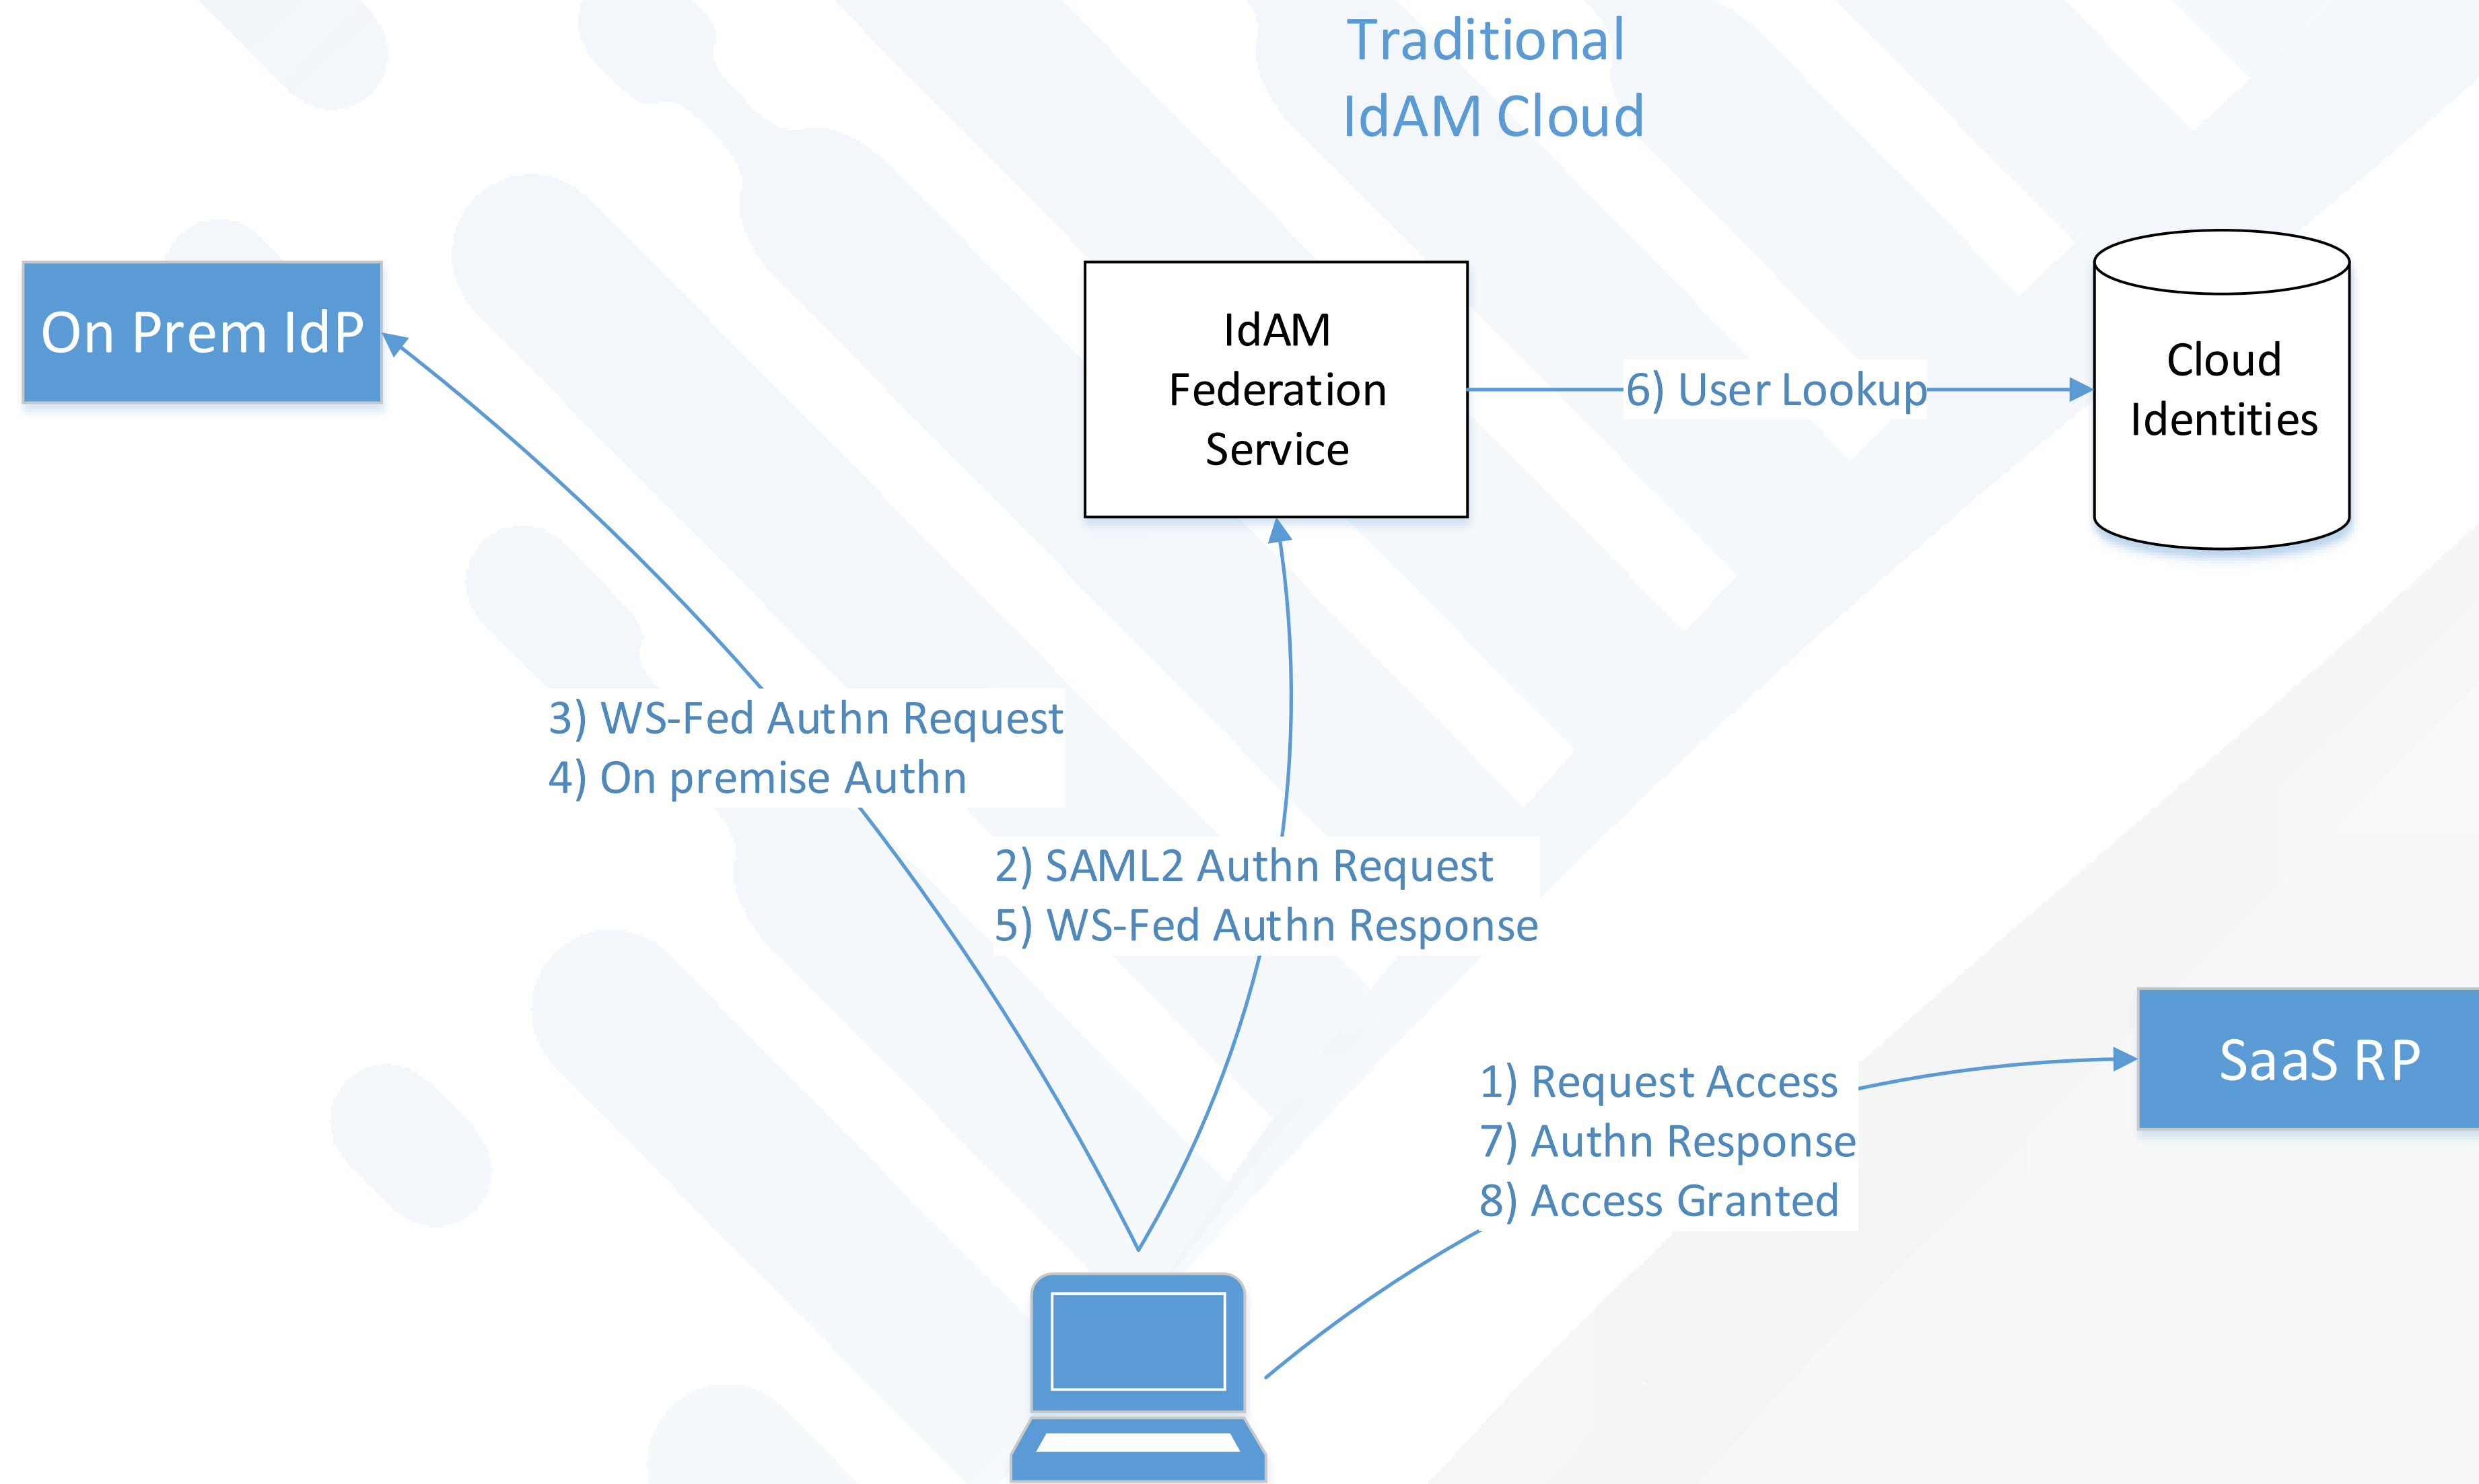 Traditional
IdAM Cloud
On Prem IdP
IdAM
Federation
Service
6) User Lookup
Cloud
Identities
3) WS-Fed Authn Request
4) On premise Authn
2) SAML2 Authn Request
5) WS-Fed Authn Response
1) Request Access
7) Authn Response
8) Access Granted
SaaS RP